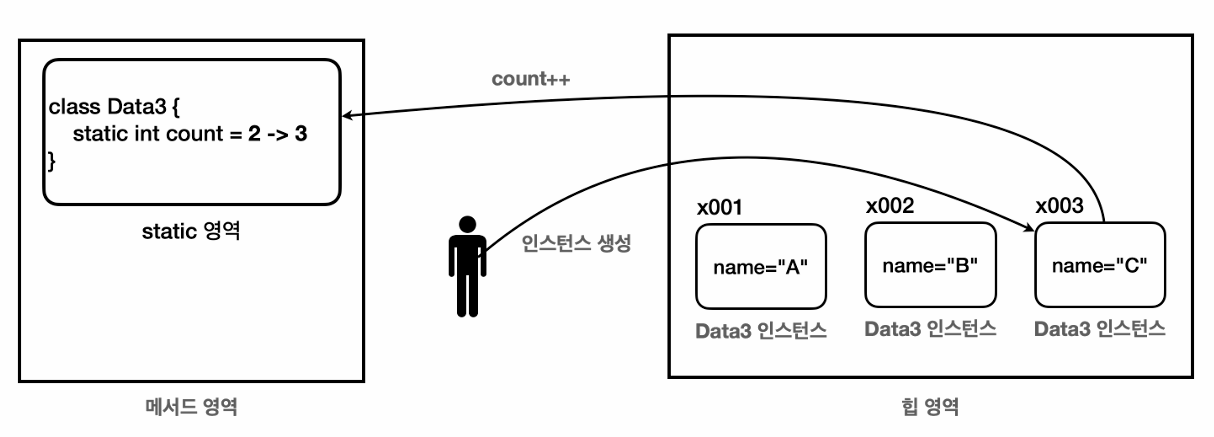 count++
class Data3 {
static int count = 2 -> 3
}
static 영역
인스턴스 생성
x001
x002
x003
name="A"
name="B"
name="C"
Data3 인스턴스
Data3 인스턴스
Data3 인스턴스
메서드 영역
힙 영역